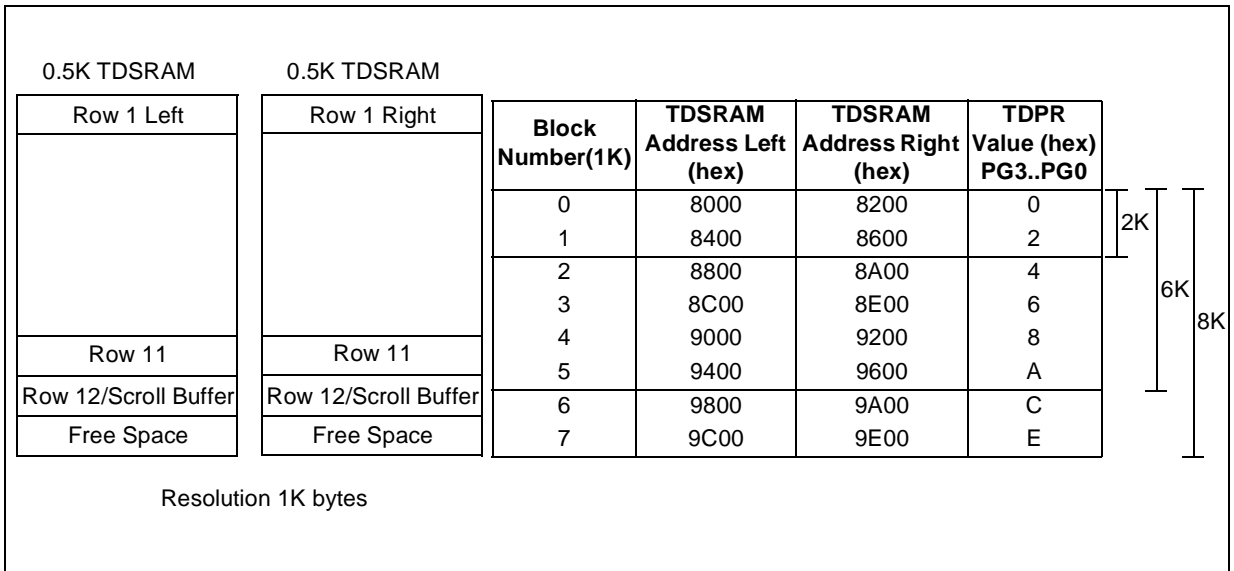 0.5K TDSRAM
Row 1 Left
Row 11
Row 12/Scroll Buffer
Free Space
0.5K TDSRAM
Row 1 Right
Row 11
Row 12/Scroll Buffer
Free Space
Resolution 1K bytes
Block Number(1K) TDSRAM Address Left (hex) TDSRAM Address Right (hex) TDPR Value (hex) PG3..PG0
0 8000 8200 0
1 8400 8600 2
2 8800 8A00 4
3 8C00 8E00 6
4 9000 9200 8
5 9400 9600 A
6 9800 9A00 C
7 9C00 9E00 E
2K
6K
8K